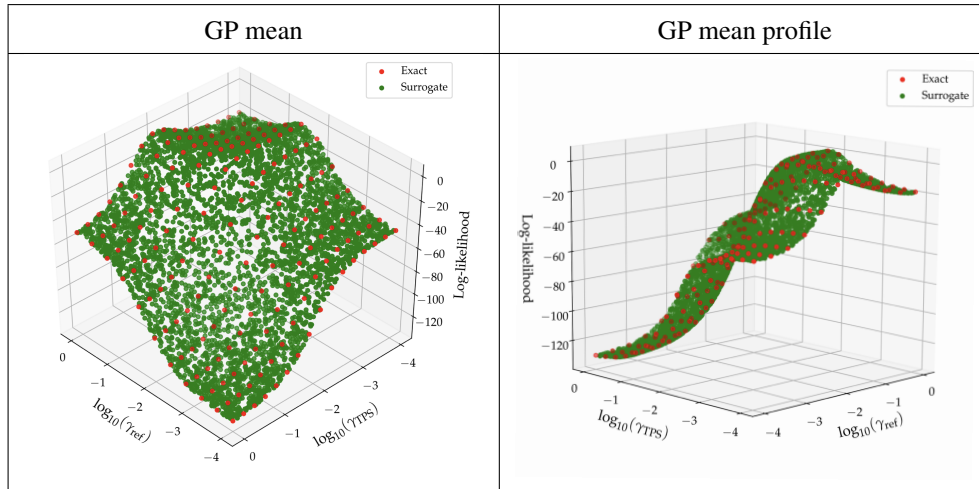 GP mean
GP mean profile
Exact
Surrogate
0
−20
−40
−60
−80
−100
−120
Log-likelihood
0
−1
−2
−3
−4
log₁₀(γref)
0
−1
−2
−3
−4
log₁₀(γTPS)
Exact
Surrogate
0
−20
−40
−60
−80
−100
−120
Log-likelihood
0
−1
−2
−3
−4
log₁₀(γTPS)
−4
−3
−2
−1
0
log₁₀(γref)